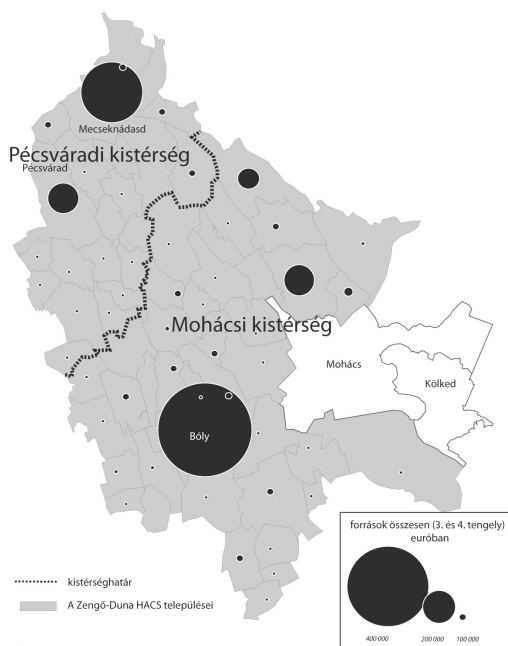 Mecseknádasd
Pécsváradi kistérség
Pécsvárad
Mohácsi kistérség
Mohács
Kölked
Bóly
források összesen (3. és 4. tengely)
euróban
400 000 200 000 100 000
kistérséghatár
A Zengő-Duna HACS települései